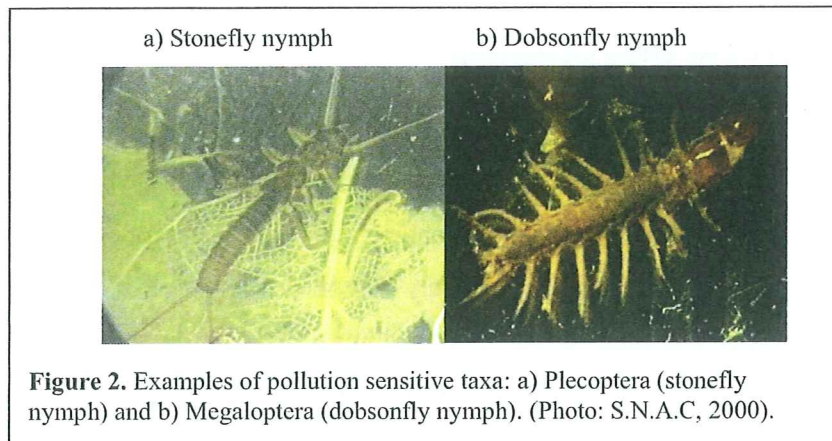 a) Stonefly nymph b) Dobsonfly nymph
Figure 2. Examples of pollution sensitive taxa: a) Plecoptera (stonefly
nymph) and b) Megaloptera (dobsonfly nymph). (Photo: S.N.A.C, 2000).